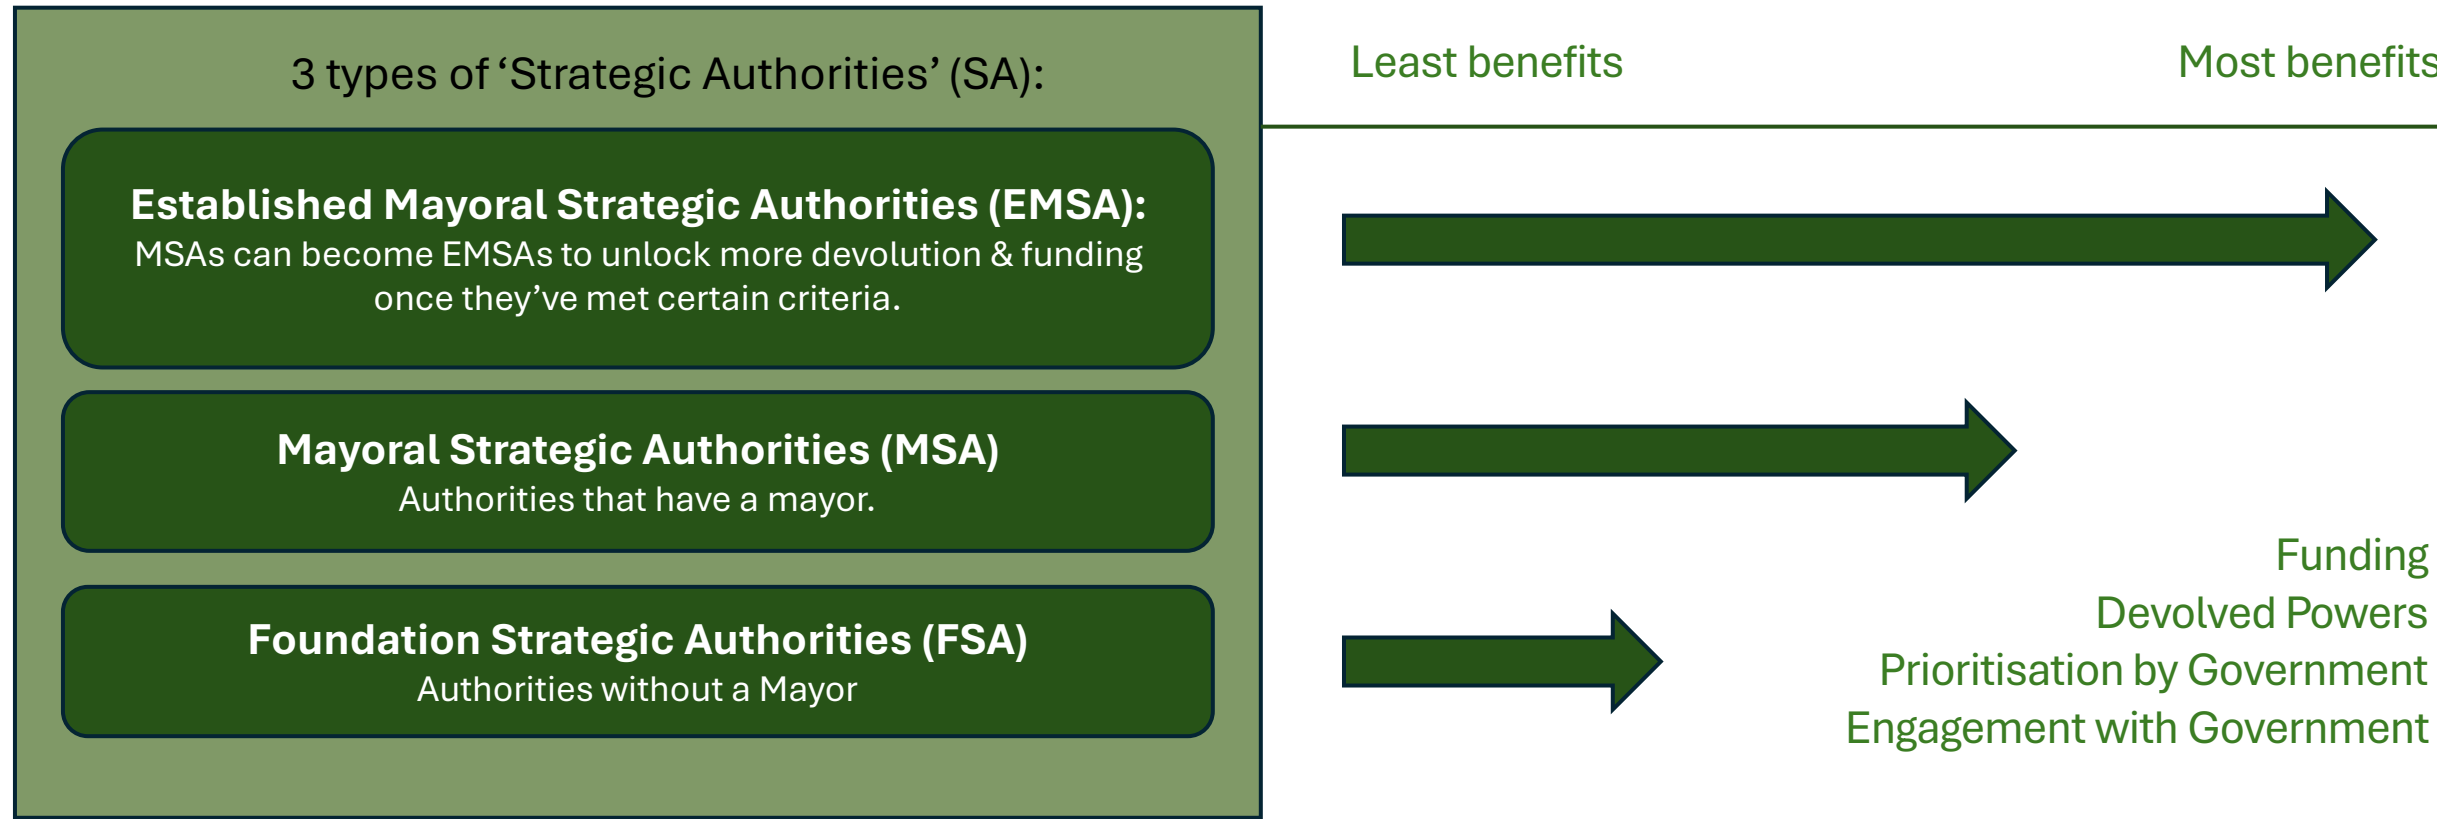 3 types of ‘Strategic Authorities’ (SA):
Least benefits
Most benefits
Established Mayoral Strategic Authorities (EMSA):
MSAs can become EMSAs to unlock more devolution & funding
once they’ve met certain criteria.
Mayoral Strategic Authorities (MSA)
Authorities that have a mayor.
Foundation Strategic Authorities (FSA)
Authorities without a Mayor
Funding
Devolved Powers
Prioritisation by Government
Engagement with Government